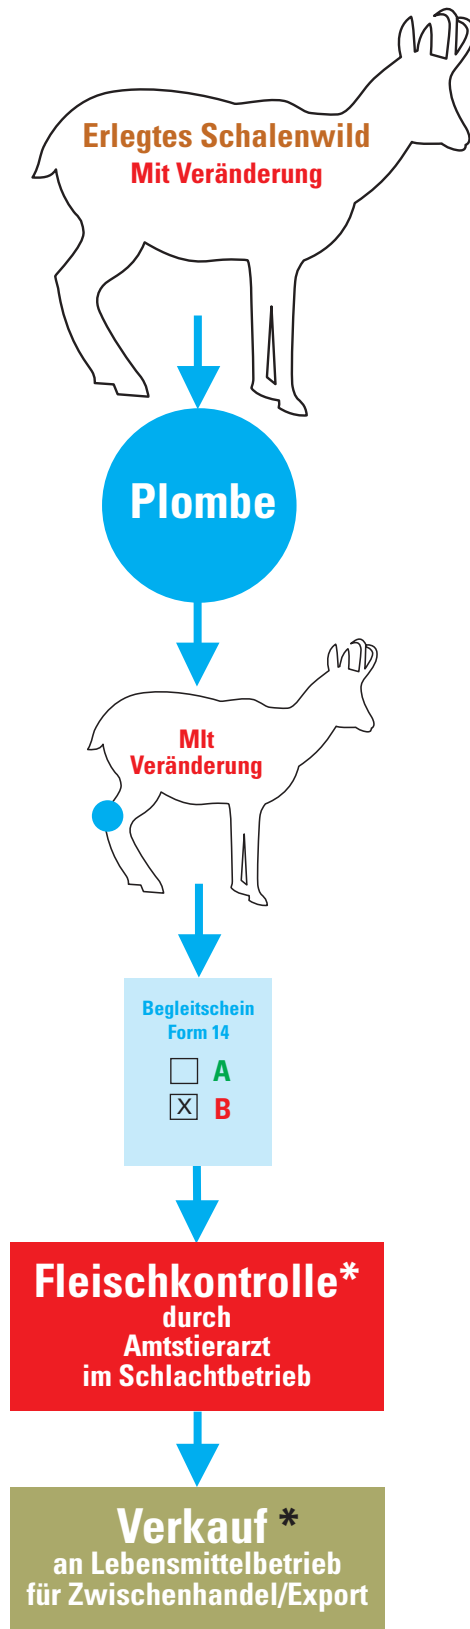 Erlegtes Schalenwild
Mit Veränderung
Plombe
MIt
Veränderung
Begleitschein
Form 14
A
X B
Fleischkontrolle*
durch
Amtstierarzt
im Schlachtbetrieb
Verkauf *
an Lebensmittelbetrieb
für Zwischenhandel/Export